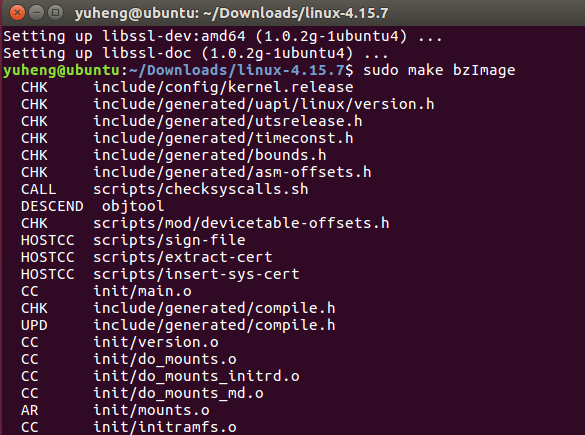 yuheng@ubuntu: ~/Downloads/linux-4.15.7
Setting up libssl-dev:amd64 (1.0.2g-1ubuntu4) ...
Setting up libssl-doc (1.0.2g-1ubuntu4) ...
yuheng@ubuntu:~/Downloads/linux-4.15.7$ sudo make bzImage
CHK include/config/kernel.release
CHK include/generated/uapi/linux/version.h
CHK include/generated/utsrelease.h
CHK include/generated/timeconst.h
CHK include/generated/bounds.h
CHK include/generated/asm-offsets.h
CALL scripts/checksyscalls.sh
DESCEND objtool
CHK scripts/mod/devicetable-offsets.h
HOSTCC scripts/sign-file
HOSTCC scripts/extract-cert
HOSTCC scripts/insert-sys-cert
CC init/main.o
CHK include/generated/compile.h
UPD include/generated/compile.h
CC init/version.o
CC init/do_mounts.o
CC init/do_mounts_initrd.o
CC init/do_mounts_md.o
AR init/mounts.o
CC init/initramfs.o